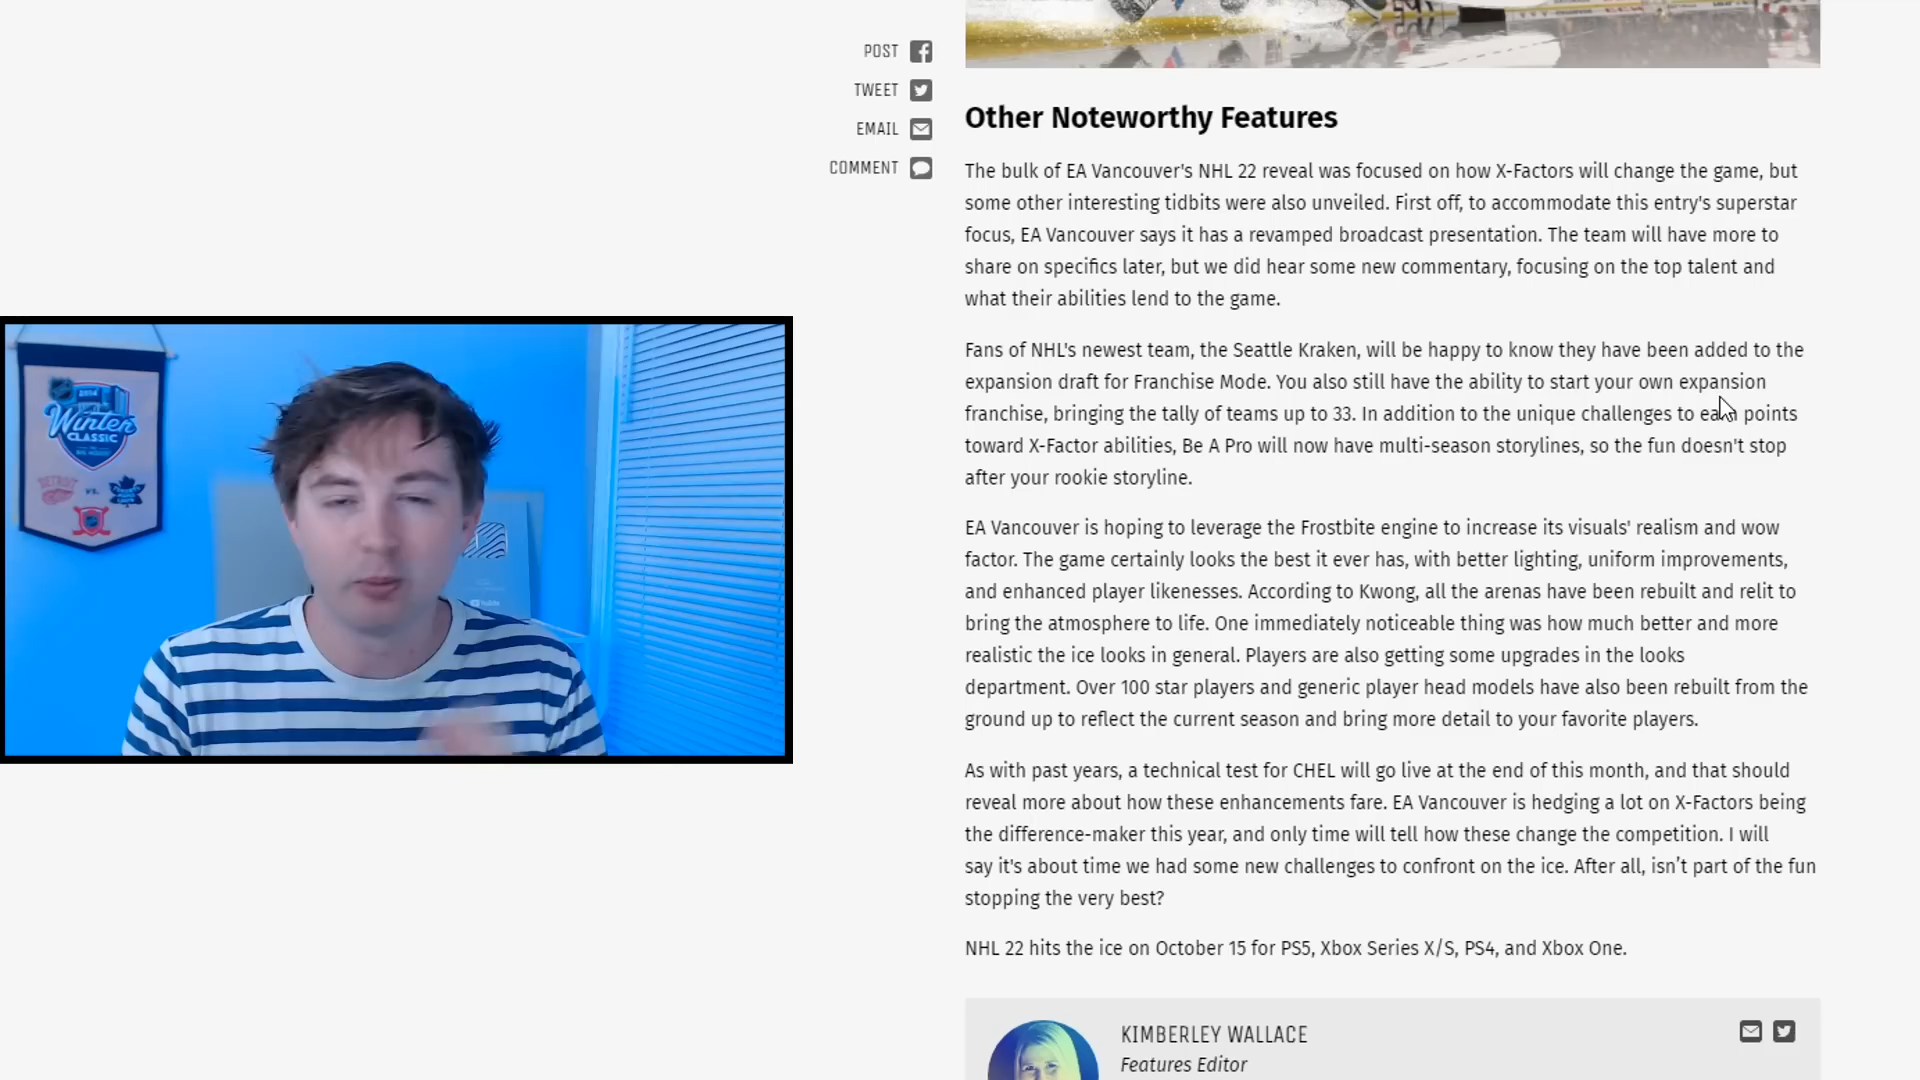 POST
TWEET
EMAIL
COMMENT
Other Noteworthy Features
The bulk of EA Vancouver's NHL 22 reveal was focused on how X-Factors will change the game, but
some other interesting tidbits were also unveiled. First off, to accommodate this entry's superstar
focus, EA Vancouver says it has a revamped broadcast presentation. The team will have more to
share on specifics later, but we did hear some new commentary, focusing on the top talent and
what their abilities lend to the game.
Fans of NHL's newest team, the Seattle Kraken, will be happy to know they have been added to the
expansion draft for Franchise Mode. You also still have the ability to start your own expansion
franchise, bringing the tally of teams up to 33. In addition to the unique challenges to earn points
toward X-Factor abilities, Be A Pro will now have multi-season storylines, so the fun doesn't stop
after your rookie storyline.
EA Vancouver is hoping to leverage the Frostbite engine to increase its visuals' realism and wow
factor. The game certainly looks the best it ever has, with better lighting, uniform improvements,
and enhanced player likenesses. According to Kwong, all the arenas have been rebuilt and relit to
bring the atmosphere to life. One immediately noticeable thing was how much better and more
realistic the ice looks in general. Players are also getting some upgrades in the looks
department. Over 100 star players and generic player head models have also been rebuilt from the
ground up to reflect the current season and bring more detail to your favorite players.
As with past years, a technical test for CHEL will go live at the end of this month, and that should
reveal more about how these enhancements fare. EA Vancouver is hedging a lot on X-Factors being
the difference-maker this year, and only time will tell how these change the competition. I will
say it's about time we had some new challenges to confront on the ice. After all, isn’t part of the fun
stopping the very best?
NHL 22 hits the ice on October 15 for PS5, Xbox Series X/S, PS4, and Xbox One.
KIMBERLEY WALLACE
Features Editor
2014
Winter
CLASSIC
DETROIT
VS.
YouTube